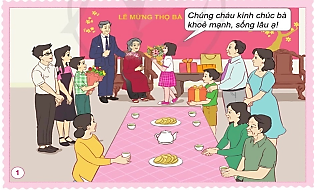 LỄ MỪNG THỌ BÀ
Chúng cháu kính chúc bà
khoẻ mạnh, sống lâu ạ!
1